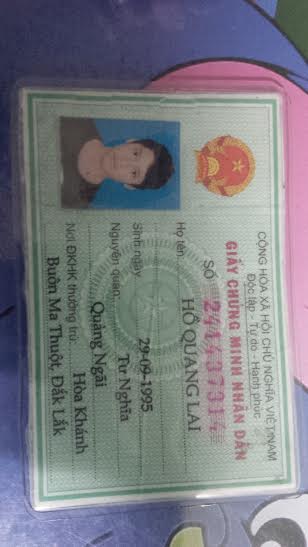 CỘNG HÒA XÃ HỘI CHỦ NGHĨA VIỆT NAM
Độc lập - Tự do - Hạnh phúc
GIẤY CHỨNG MINH NHÂN DÂN
SỐ 244437314
Họ tên: HỒ QUANG LAI
Sinh ngày 29-09-1995
Nguyên quán: Tư Nghĩa
Quảng Ngãi
Nơi ĐKHK thường trú: Hòa Khánh
Buôn Ma Thuột, Đắk Lắk